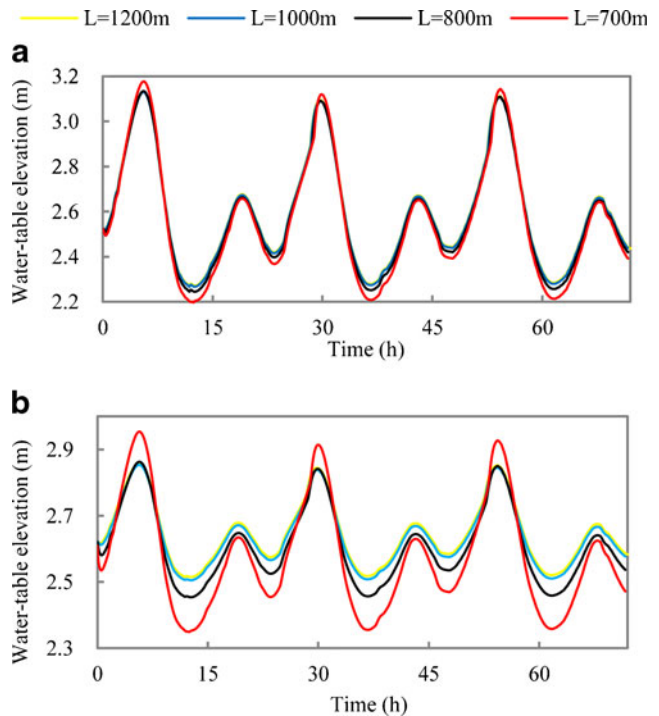 L=1200m L=1000m L=800m L=700m
a
Water-table elevation (m)
3.2
3.0
2.8
2.6
2.4
2.2
0 15 30 45 60
Time (h)
b
Water-table elevation (m)
2.9
2.7
2.5
2.3
0 15 30 45 60
Time (h)